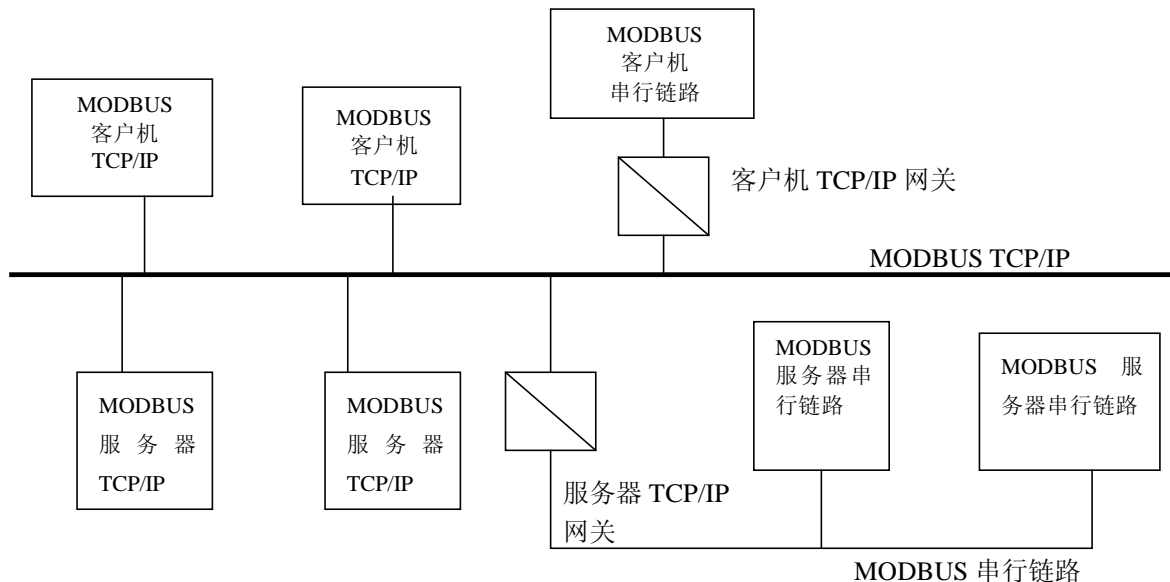 MODBUS
客户机
TCP/IP
MODBUS
客户机
TCP/IP
MODBUS
客户机
串行链路
客户机 TCP/IP 网关
MODBUS TCP/IP
MODBUS
服 务 器
TCP/IP
MODBUS
服 务 器
TCP/IP
服务器 TCP/IP
网关
MODBUS
服务器串
行链路
MODBUS 服
务器串行链路
MODBUS 串行链路